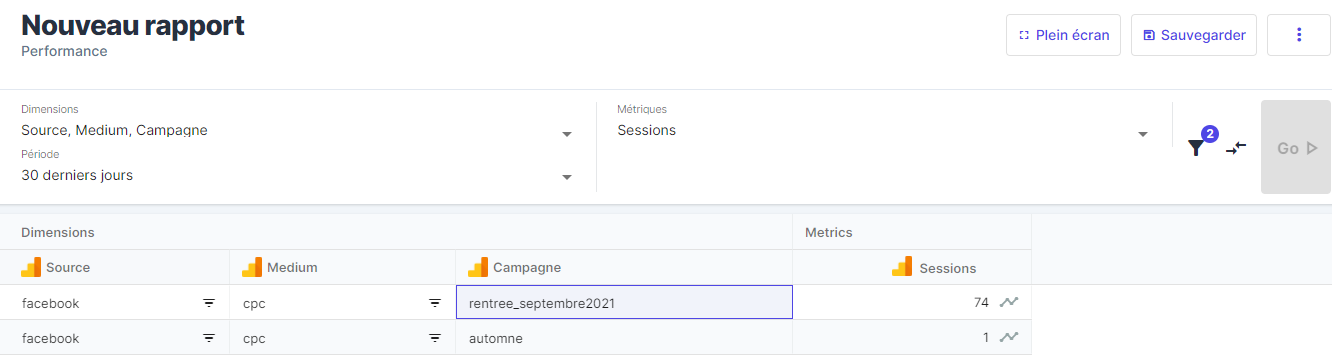 Nouveau rapport
Performance
Plein écran
Sauvegarder
Dimensions
Source, Medium, Campagne
Métriques
Sessions
2
Go
Période
30 derniers jours
Dimensions Metrics
Source Medium Campagne Sessions
facebook cpc rentree_septembre2021 74
facebook cpc automne 1